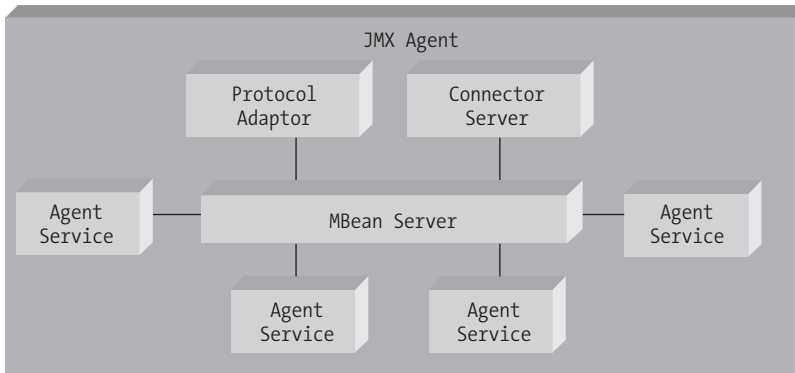 JMX Agent
Protocol
Adaptor
Connector
Server
Agent
Service
MBean Server
Agent
Service
Agent
Service
Agent
Service